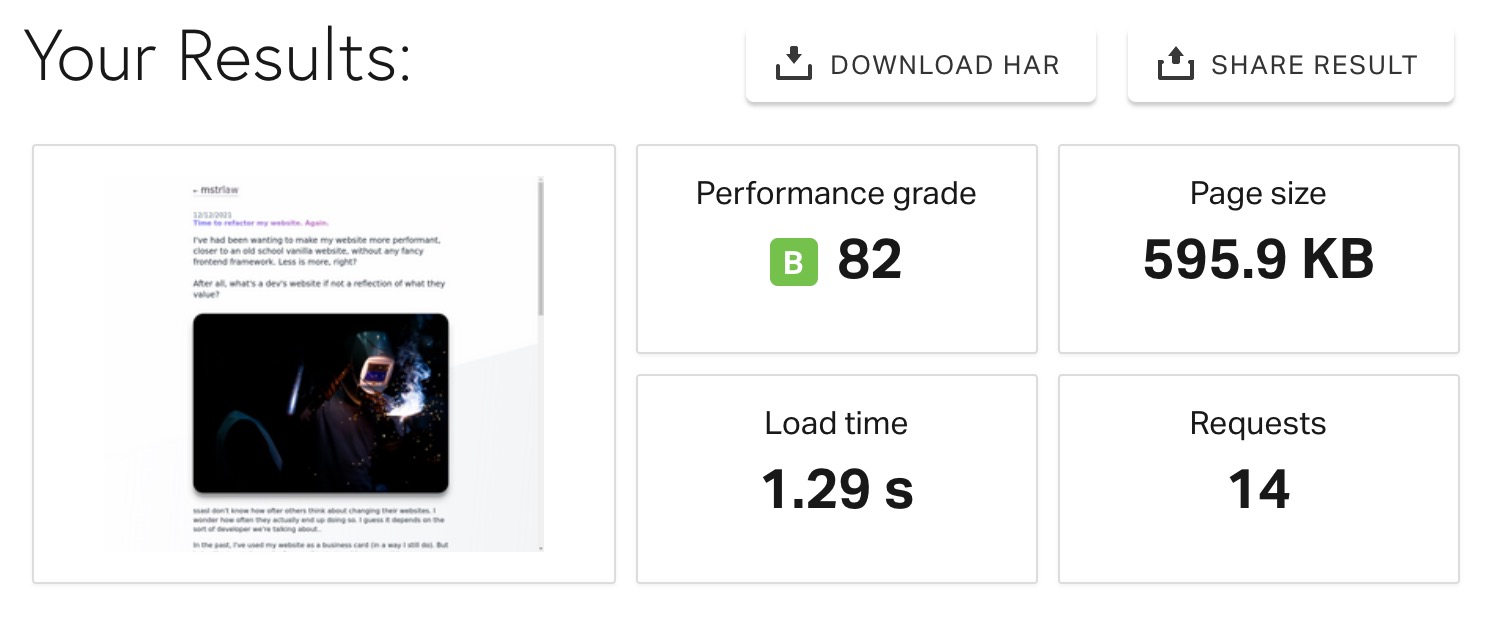 Your Results:
DOWNLOAD HAR
SHARE RESULT
← mstrlaw
12/12/2021
Time to refactor my website. Again.
I've had been wanting to make my website more performant,
closer to an old school vanilla website, without any fancy
frontend framework. Less is more, right?
After all, what's a dev's website if not a reflection of what they
value?
ssasI don't know how ofter others think about changing their websites. I
wonder how often they actually end up doing so. I guess it depends on the
sort of developer we're talking about..
In the past, I've used my website as a business card (in a way I still do). But
Performance grade
B 82
Page size
595.9 KB
Load time
1.29 s
Requests
14